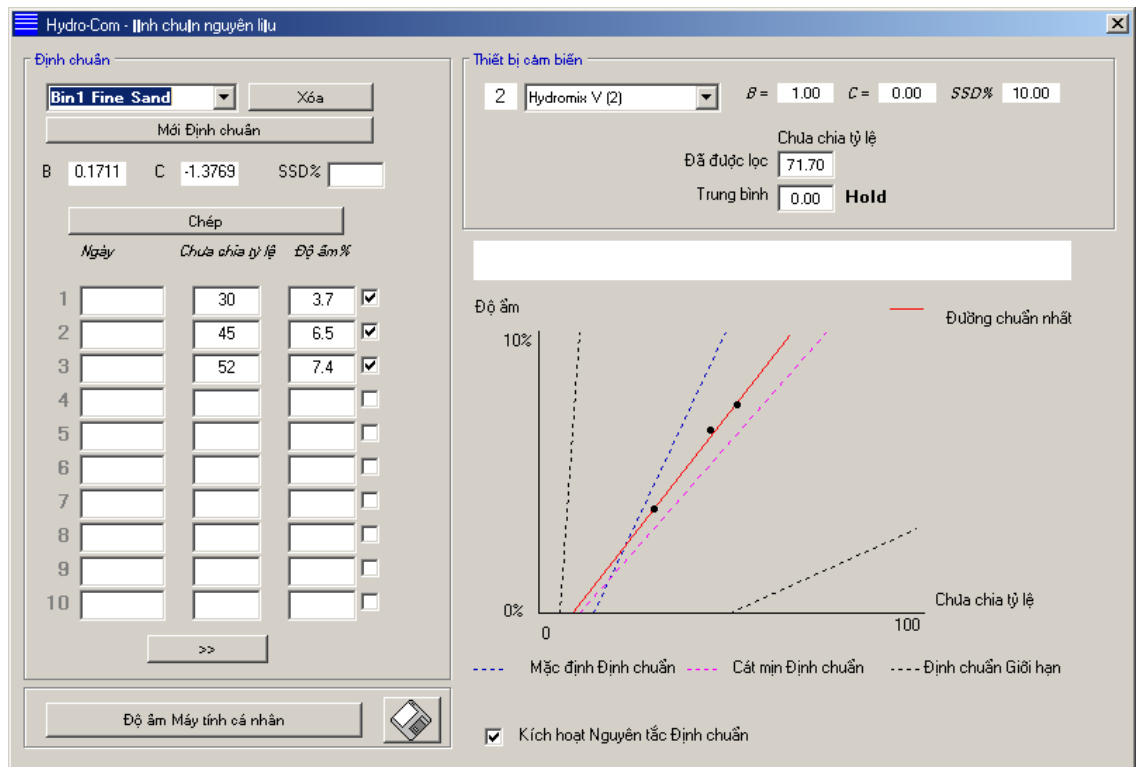 Hydro-Com - ||nh chu|n nguyên li|u
Định chuẩn
Bin1 Fine Sand
Xóa
Mới Định chuẩn
B 0.1711 C -1.3769 SSD%
Chép
Ngày Chưa chia tỷ lệ Độ ẩm%
1 30 3.7
2 45 6.5
3 52 7.4
4
5
6
7
8
9
10
>>
Độ ẩm Máy tính cá nhân
Thiết bị cảm biến
2 Hydromix V (2) B = 1.00 C = 0.00 SSD% 10.00
Chưa chia tỷ lệ
Đã được lọc 71.70
Trung bình 0.00 Hold
Độ ẩm
Đường chuẩn nhất
10%
0%
0
100
Chưa chia tỷ lệ
Mặc định Định chuẩn
Cát mịn Định chuẩn
Định chuẩn Giới hạn
Kích hoạt Nguyên tắc Định chuẩn